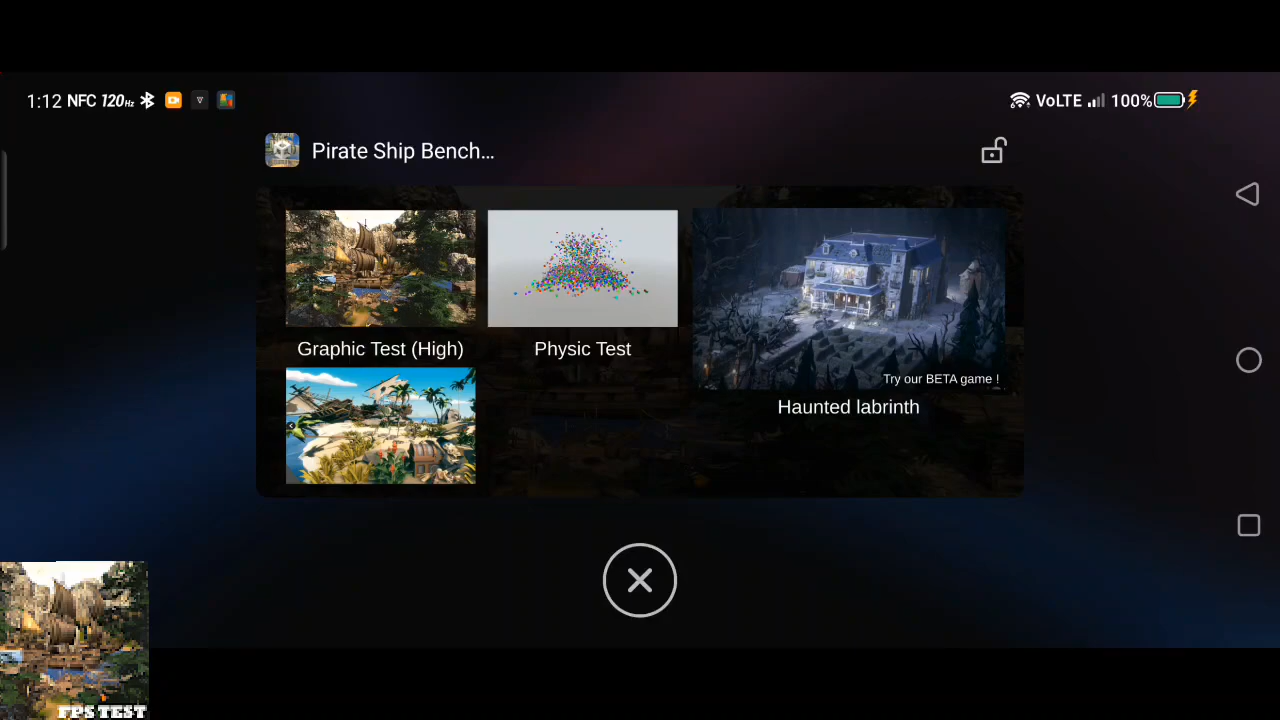 1:12 NFC 120Hz VoLTE 100%
Pirate Ship Bench...
Graphic Test (High)
Physic Test
Try our BETA game !
Haunted labrinth
FPS TEST